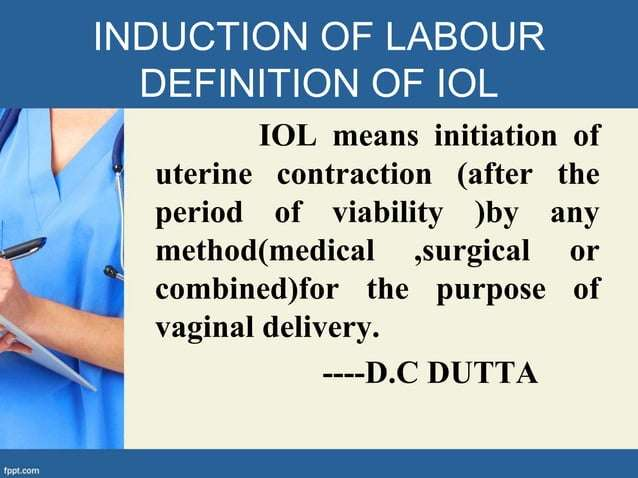 INDUCTION OF LABOUR
DEFINITION OF IOL
IOL means initiation of
uterine contraction (after the
period of viability )by any
method(medical ,surgical or
combined)for the purpose of
vaginal delivery.
----D.C DUTTA
fppt.com